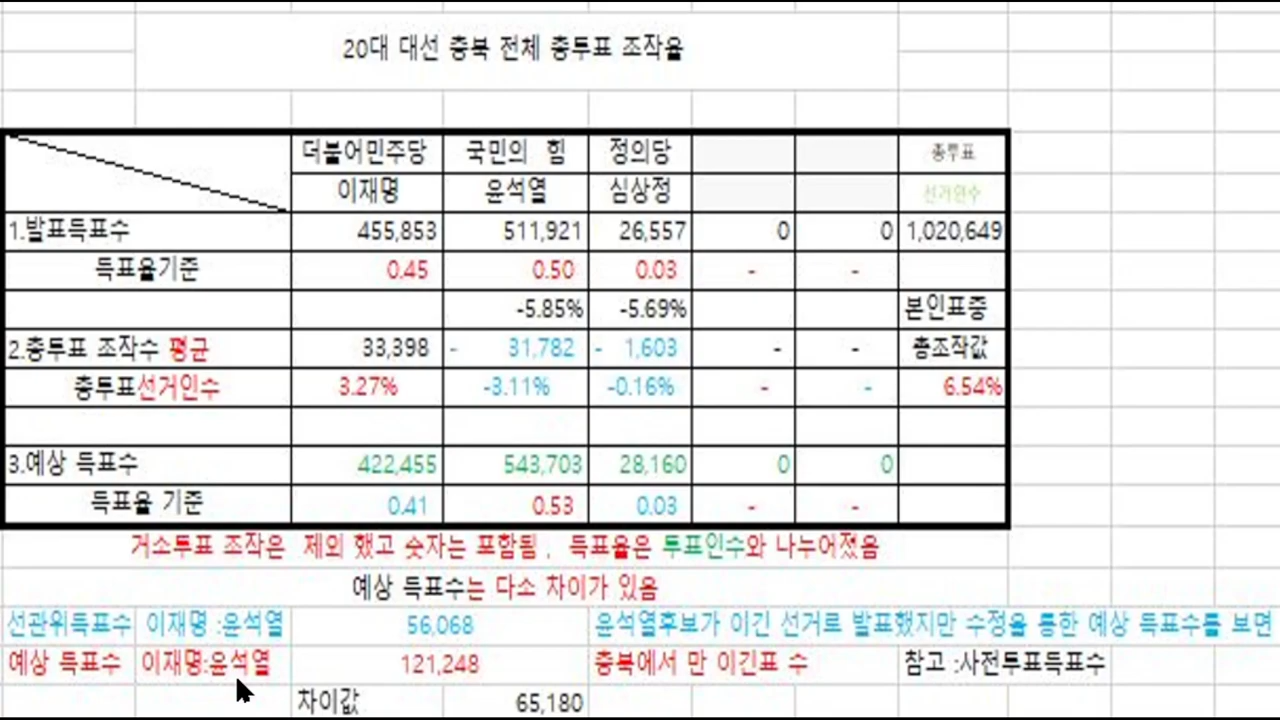 20대 대선 충북 전체 총투표 조작율
더불어민주당 국민의 힘 정의당 총투표
이재명 윤석열 심상정 선거인수
1.발표득표수 455,853 511,921 26,557 0 0 1,020,649
득표율기준 0.45 0.50 0.03 - -
-5.85% -5.69% 본인표중
2.총투표 조작수 평균 33,398 - 31,782 - 1,603 - - 총조작값
총투표선거인수 3.27% -3.11% -0.16% - - 6.54%
3.예상 득표수 422,455 543,703 28,160 0 0
득표율 기준 0.41 0.53 0.03 - -
거소투표 조작은 제외 했고 숫자는 포함됨 . 득표율은 투표인수와 나누어졌음
예상 득표수는 다소 차이가 있음
선관위득표수 이재명 :윤석열 56,068 윤석열후보가 이긴 선거로 발표했지만 수정을 통한 예상 득표수를 보면
예상 득표수 이재명:윤석열 121,248 충북에서 만 이긴표 수 참고 :사전투표득표수
차이값 65,180